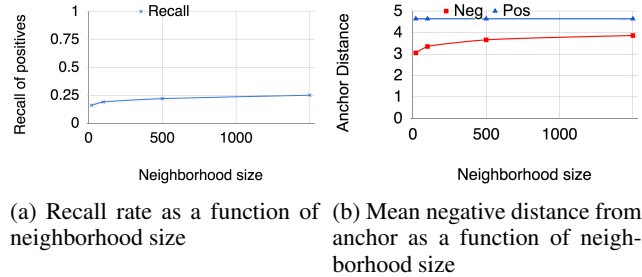 Recall
Recall of positives
1
0.75
0.5
0.25
0
0
500
1000
Neighborhood size
Neg
Pos
Anchor Distance
5
4
3
2
1
0
0
500
1000
Neighborhood size
(a) Recall rate as a function of
neighborhood size
(b) Mean negative distance from
anchor as a function of neigh-
borhood size